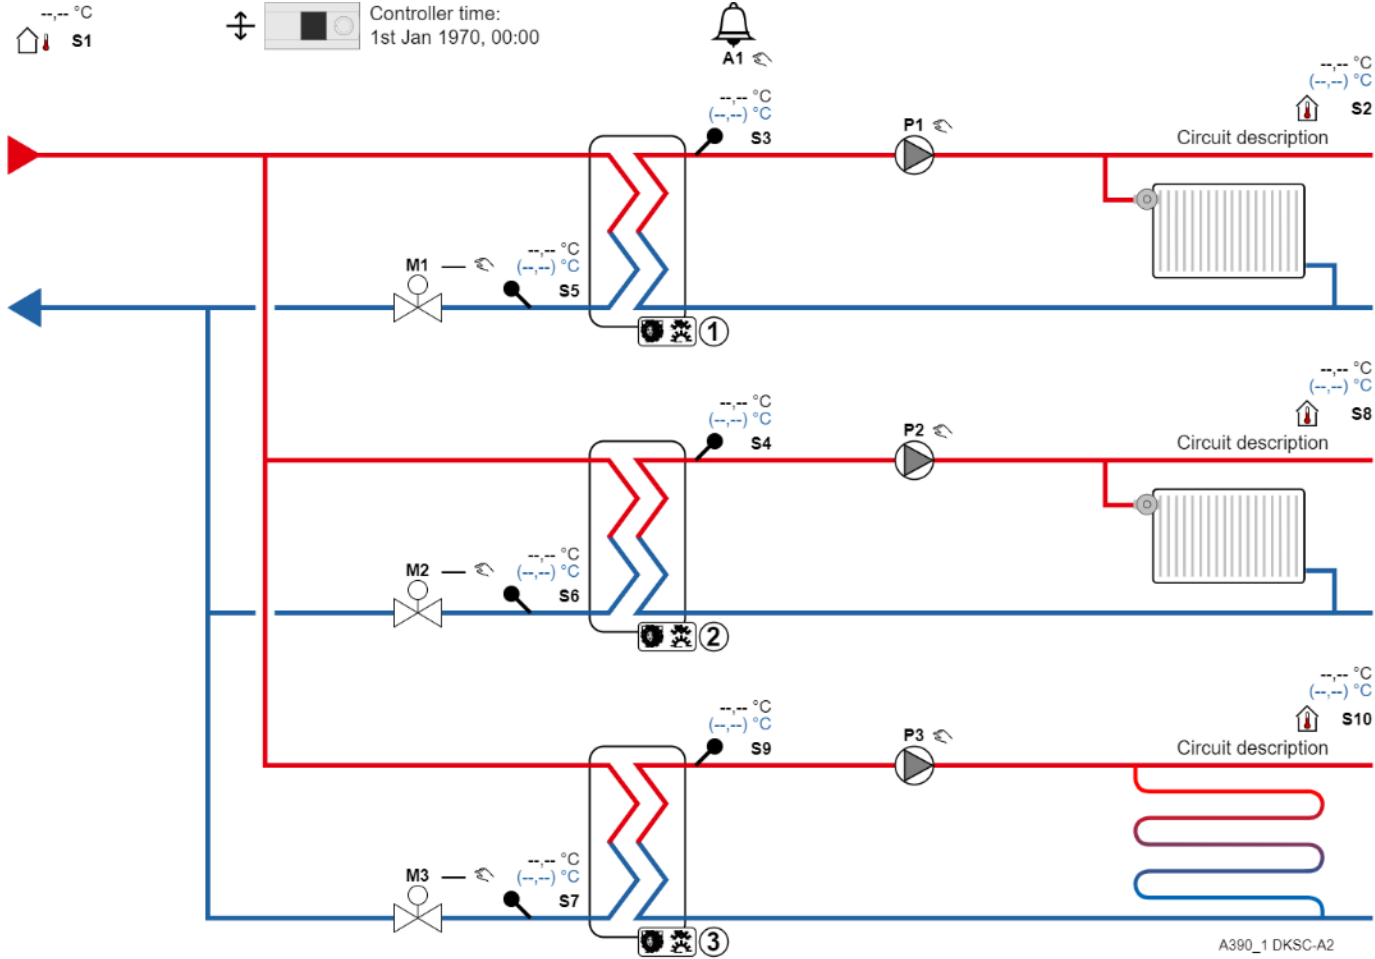 --,-- °C
S1
Controller time:
1st Jan 1970, 00:00
A1
--,-- °C
(--,--) °C
S2
Circuit description
--,-- °C
(--,--) °C
S3
P1
--,-- °C
(--,--) °C
S5
M1
1
--,-- °C
(--,--) °C
S8
Circuit description
--,-- °C
(--,--) °C
S4
P2
--,-- °C
(--,--) °C
S6
M2
2
--,-- °C
(--,--) °C
S10
Circuit description
--,-- °C
(--,--) °C
S9
P3
--,-- °C
(--,--) °C
S7
M3
3
A390_1 DKSC-A2